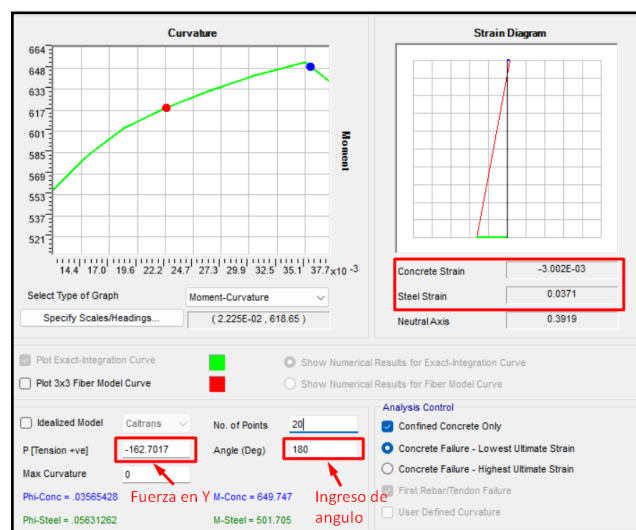 Curvature
Strain Diagram
664
648
633
617
601
585
569
553
537
521
Moment
14.4 17.0 19.6 22.2 24.7 27.3 29.9 32.5 35.1 37.7 x10 -3
Select Type of Graph
Moment-Curvature
Specify Scales/Headings...
( 2.225E-02 , 618.65 )
Concrete Strain
-3.002E-03
Steel Strain
0.0371
Neutral Axis
0.3919
Plot Exact-Integration Curve
Show Numerical Results for Exact-Integration Curve
Plot 3x3 Fiber Model Curve
Show Numerical Results for Fiber Model Curve
Idealized Model
Caltrans
No. of Points
20
P [Tension +ve]
-162.7017
Angle (Deg)
180
Max Curvature
0
Fuerza en Y
Ingreso de
angulo
Phi-Conc = .03565428
M-Conc = 649.747
Phi-Steel = .05631262
M-Steel = 501.705
Analysis Control
Confined Concrete Only
Concrete Failure - Lowest Ultimate Strain
Concrete Failure - Highest Ultimate Strain
First Rebar/Tendon Failure
User Defined Curvature